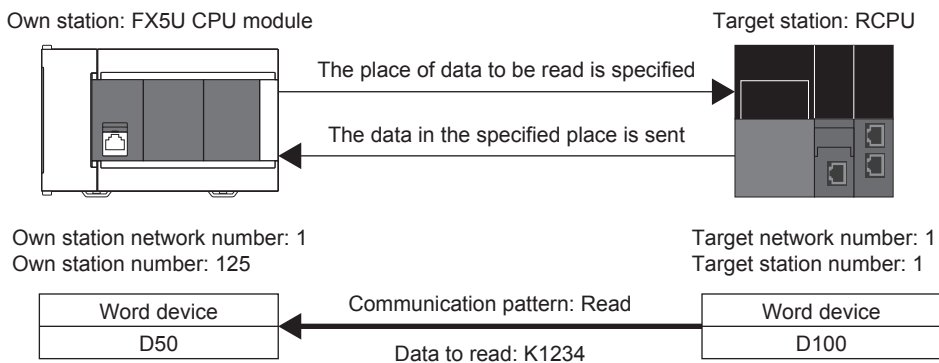 Own station: FX5U CPU module
Target station: RCPU
The place of data to be read is specified
The data in the specified place is sent
Own station network number: 1
Own station number: 125
Target network number: 1
Target station number: 1
Word device
D50
Communication pattern: Read
Data to read: K1234
Word device
D100